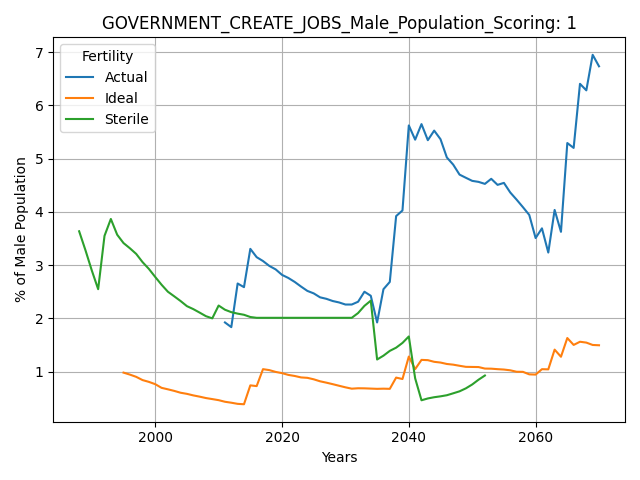 GOVERNMENT_CREATE_JOBS_Male_Population_Scoring: 1
Fertility
Actual
Ideal
Sterile
% of Male Population
7
6
5
4
3
2
1
2000 2020 2040 2060
Years